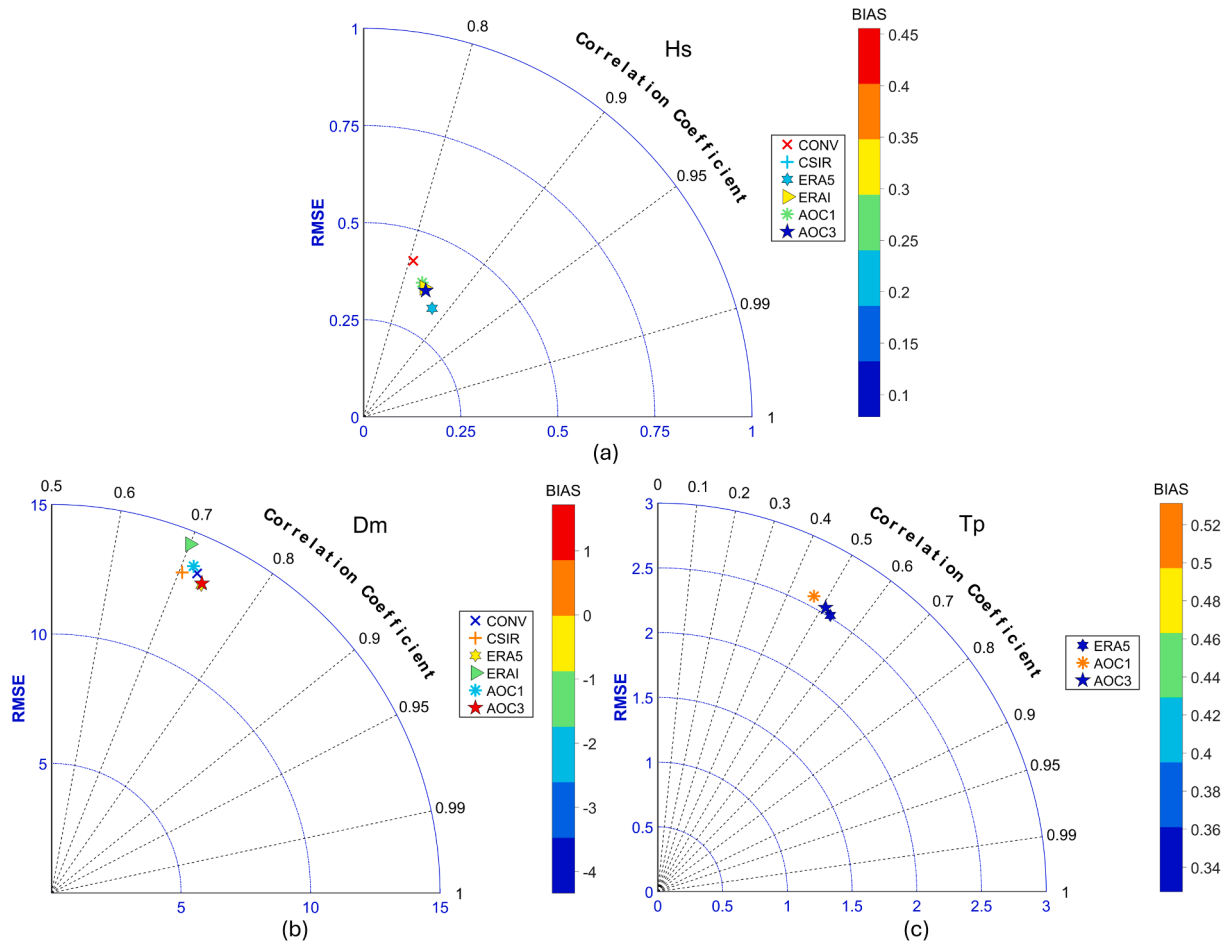 Hs
Correlation Coefficient
RMSE
1
0.75
0.5
0.25
0
0 0.25 0.5 0.75 1
0.8
0.9
0.95
0.99
1
CONV
CSIR
ERA5
ERAI
AOC1
AOC3
BIAS
0.45
0.4
0.35
0.3
0.25
0.2
0.15
0.1
(a)
Dm
Correlation Coefficient
RMSE
15
10
5
5 10 15
0.5
0.6
0.7
0.8
0.9
0.95
0.99
1
CONV
CSIR
ERA5
ERAI
AOC1
AOC3
BIAS
1
0
-1
-2
-3
-4
(b)
Tp
Correlation Coefficient
RMSE
3
2.5
2
1.5
1
0.5
0
0 0.5 1 1.5 2 2.5 3
0
0.1
0.2
0.3
0.4
0.5
0.6
0.7
0.8
0.9
0.95
0.99
1
ERA5
AOC1
AOC3
BIAS
0.52
0.5
0.48
0.46
0.44
0.42
0.4
0.38
0.36
0.34
(c)